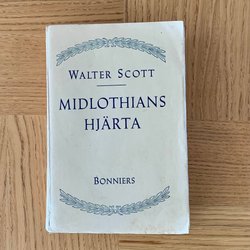 WALTER SCOTT
MIDLOTHIANS
HJÄRTA
BONNIERS